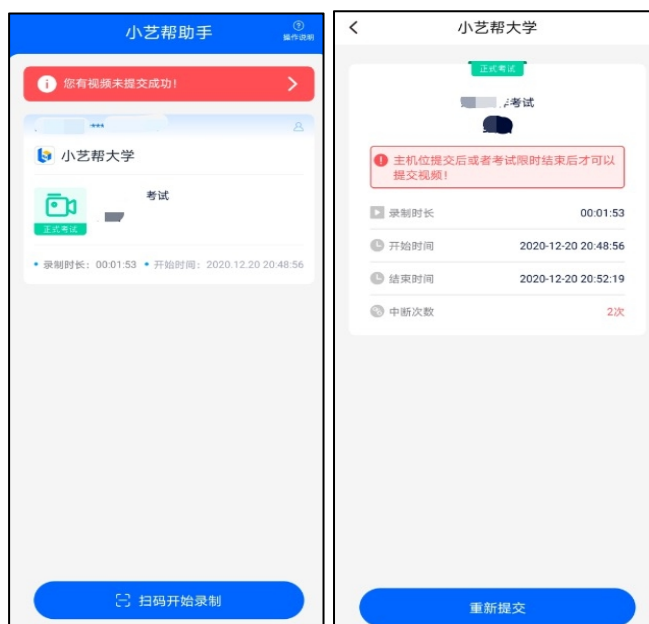 小艺帮助手
操作说明
您有视频未提交成功!
***
小艺帮大学
考试
正式考试
录制时长：00:01:53
开始时间：2020.12.20 20:48:56
扫码开始录制
小艺帮大学
正式考试
考试
主机位提交后或者考试限时结束后才可以
提交视频!
录制时长 00:01:53
开始时间 2020-12-20 20:48:56
结束时间 2020-12-20 20:52:19
中断次数 2次
重新提交